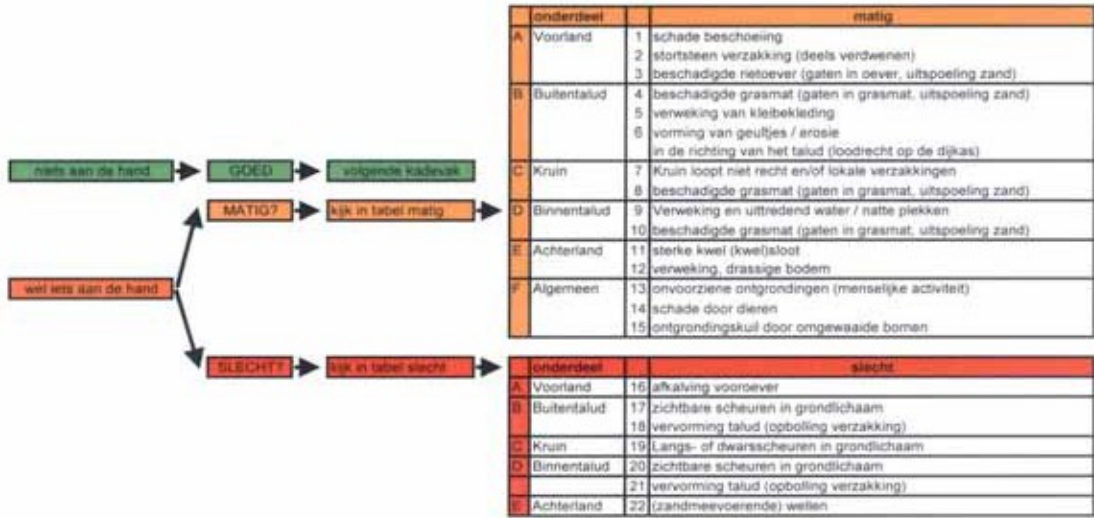 onderdeel matig
A Voorland 1 schade beschoeiing
2 stortsteen verzakking (deels verdwenen)
3 beschadigde rietoever (gaten in oever, uitspoeling zand)
B Buitentalud 4 beschadigde grasmat (gaten in grasmat, uitspoeling zand)
5 verweking van kleibekleding
6 vorming van geultjes / erosie
in de richting van het talud (loodrecht op de dijkas)
C Kruin 7 Kruin loopt niet recht en/of lokale verzakkingen
8 beschadigde grasmat (gaten in grasmat, uitspoeling zand)
D Binnentalud 9 Verweking en uittredend water / natte plekken
10 beschadigde grasmat (gaten in grasmat, uitspoeling zand)
E Achterland 11 sterke kwel (kwel)sloot
12 verweking, drassige bodem
F Algemeen 13 onvoorziene ontgrondingen (menselijke activiteit)
14 schade door dieren
15 ontgrondingskuil door omgewaaide bomen
niets aan de hand GOED volgende kadevak
MATIG? kijk in tabel matig
wel iets aan de hand
SLECHT? kijk in tabel slecht
onderdeel slecht
A Voorland 16 afkalving vooroever
B Buitentalud 17 zichtbare scheuren in grondlichaam
18 vervorming talud (opbolling verzakking)
C Kruin 19 Langs- of dwarsscheuren in grondlichaam
D Binnentalud 20 zichtbare scheuren in grondlichaam
21 vervorming talud (opbolling verzakking)
E Achterland 22 (zandmeevoerende) wellen